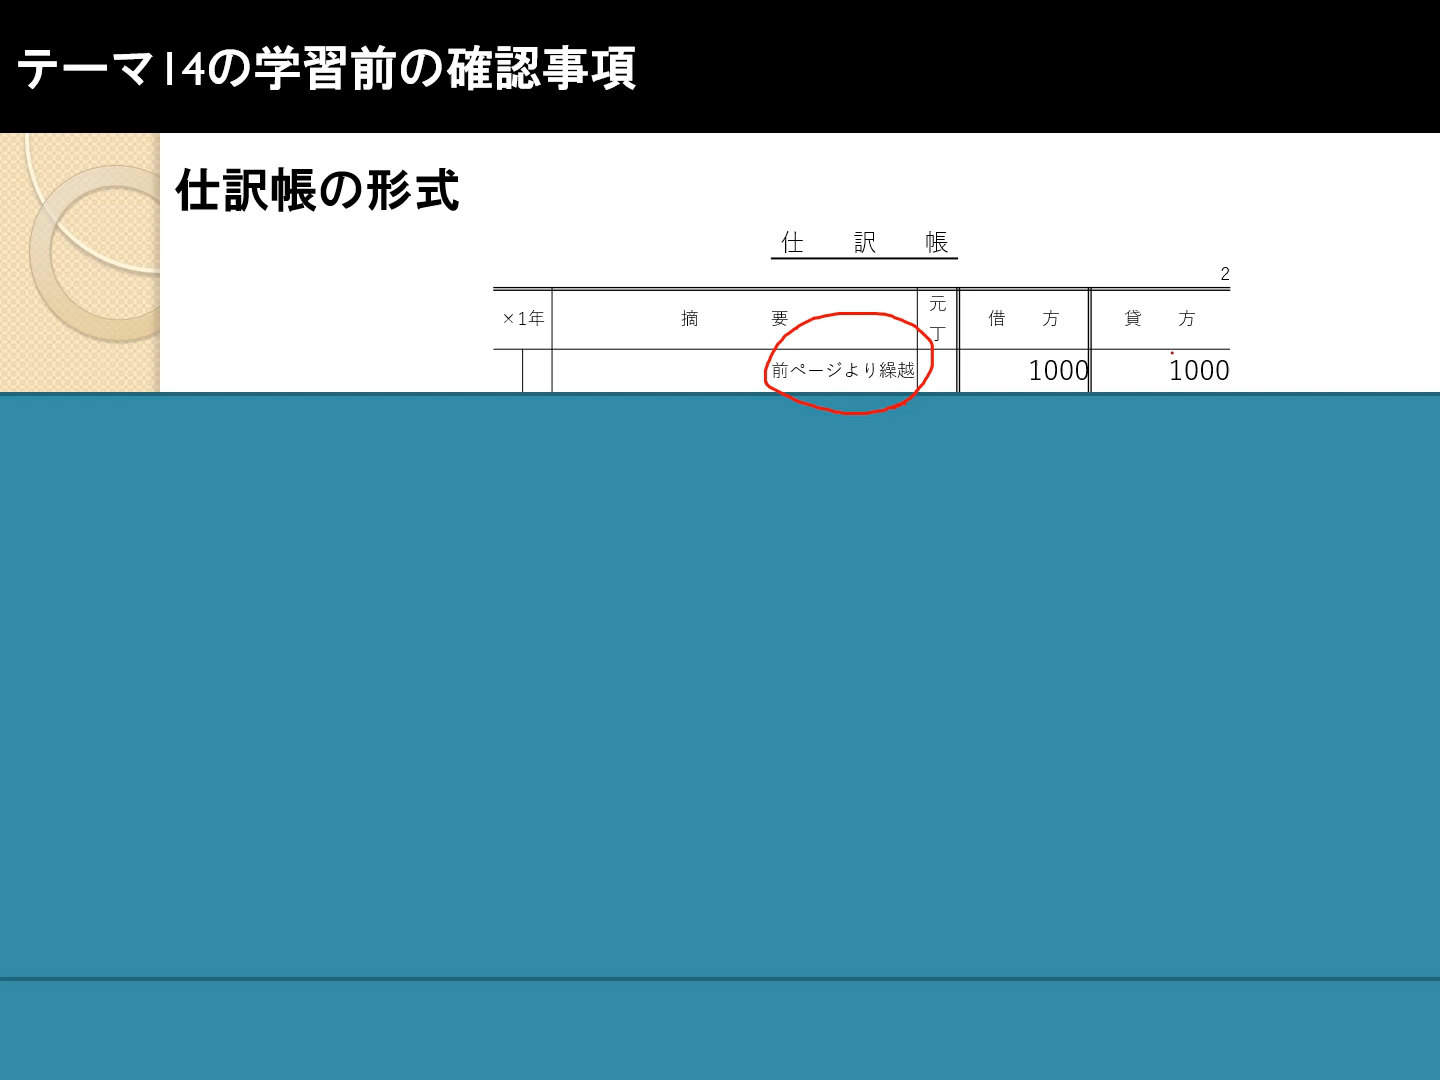 テーマ14の学習前の確認事項
仕訳帳の形式
仕 訳 帳
2
×1年 摘 要 元丁 借 方 貸 方
前ページより繰越 1000 1000